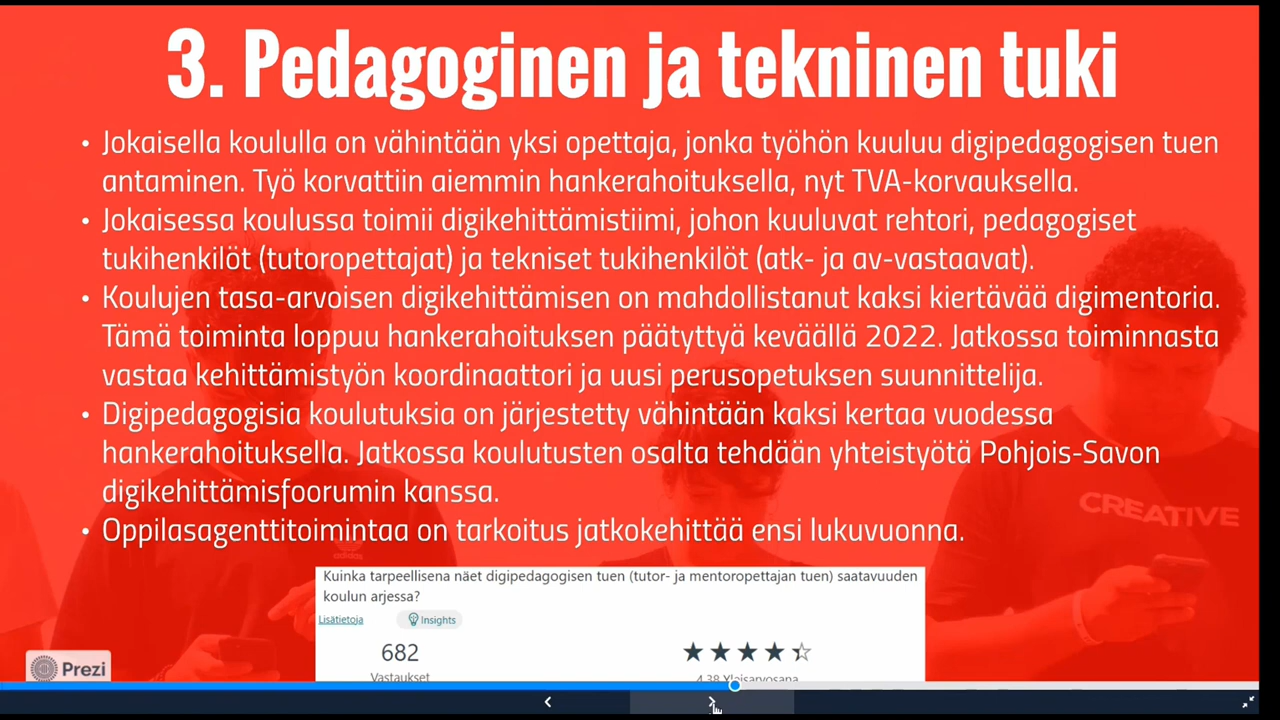 3. Pedagoginen ja tekninen tuki
• Jokaisella koululla on vähintään yksi opettaja, jonka työhön kuuluu digipedagogisen tuen
antaminen. Työ korvattiin aiemmin hankerahoituksella, nyt TVA-korvauksella.
• Jokaisessa koulussa toimii digikehittämistiimi, johon kuuluvat rehtori, pedagogiset
tukihenkilöt (tutoropettajat) ja tekniset tukihenkilöt (atk- ja av-vastaavat).
• Koulujen tasa-arvoisen digikehittämisen on mahdollistanut kaksi kiertävää digimentoria.
Tämä toiminta loppuu hankerahoituksen päätyttyä keväällä 2022. Jatkossa toiminnasta
vastaa kehittämistyön koordinaattori ja uusi perusopetuksen suunnittelija.
• Digipedagogisia koulutuksia on järjestetty vähintään kaksi kertaa vuodessa
hankerahoituksella. Jatkossa koulutusten osalta tehdään yhteistyötä Pohjois-Savon
digikehittämisfoorumin kanssa.
CREATIVE
• Oppilasagenttitoimintaa on tarkoitus jatkokehittää ensi lukuvuonna.
adidas
Kuinka tarpeellisena näet digipedagogisen tuen (tutor- ja mentoropettajan tuen) saatavuuden
koulun arjessa?
Lisätietoja Insights
682
Vastaukset
4.38 Yleisarvosana
Prezi